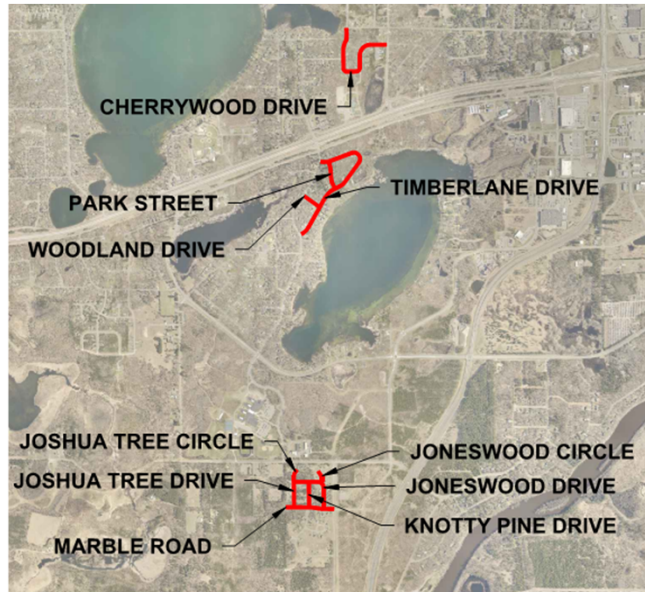 CHERRYWOOD DRIVE
TIMBERLANE DRIVE
PARK STREET
WOODLAND DRIVE
JOSHUA TREE CIRCLE
JONESWOOD CIRCLE
JOSHUA TREE DRIVE
JONESWOOD DRIVE
KNOTTY PINE DRIVE
MARBLE ROAD